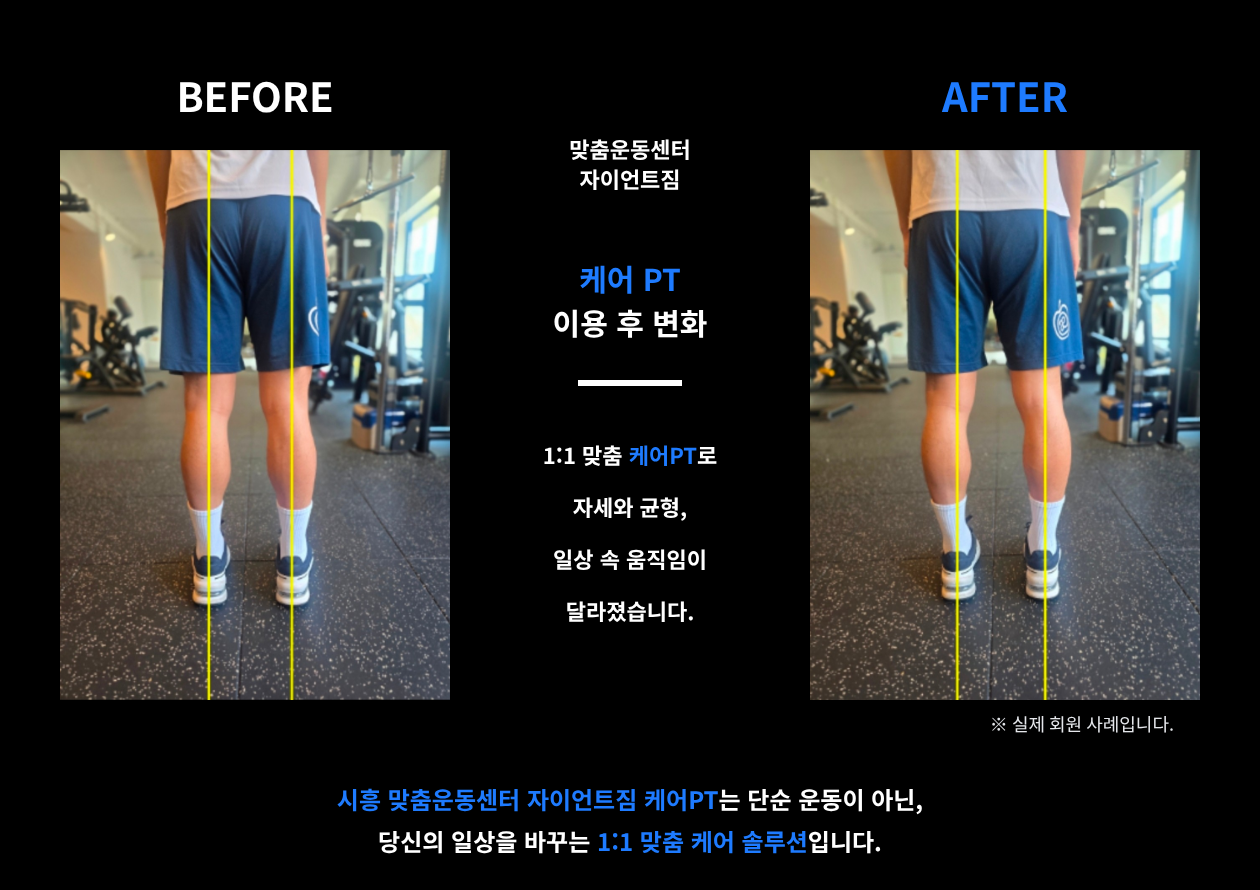 BEFORE
AFTER
맞춤운동센터
자이언트짐
케어 PT
이용 후 변화
1:1 맞춤 케어PT로
자세와 균형,
일상 속 움직임이
달라졌습니다.
※ 실제 회원 사례입니다.
시흥 맞춤운동센터 자이언트짐 케어PT는 단순 운동이 아닌,
당신의 일상을 바꾸는 1:1 맞춤 케어 솔루션입니다.